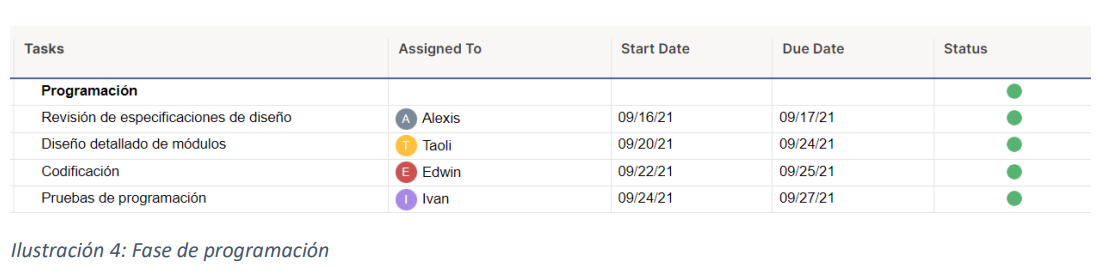 Tasks Assigned To Start Date Due Date Status
Programación
Revisión de especificaciones de diseño A Alexis 09/16/21 09/17/21
Diseño detallado de módulos T Taoli 09/20/21 09/24/21
Codificación E Edwin 09/22/21 09/25/21
Pruebas de programación I Ivan 09/24/21 09/27/21
Ilustración 4: Fase de programación